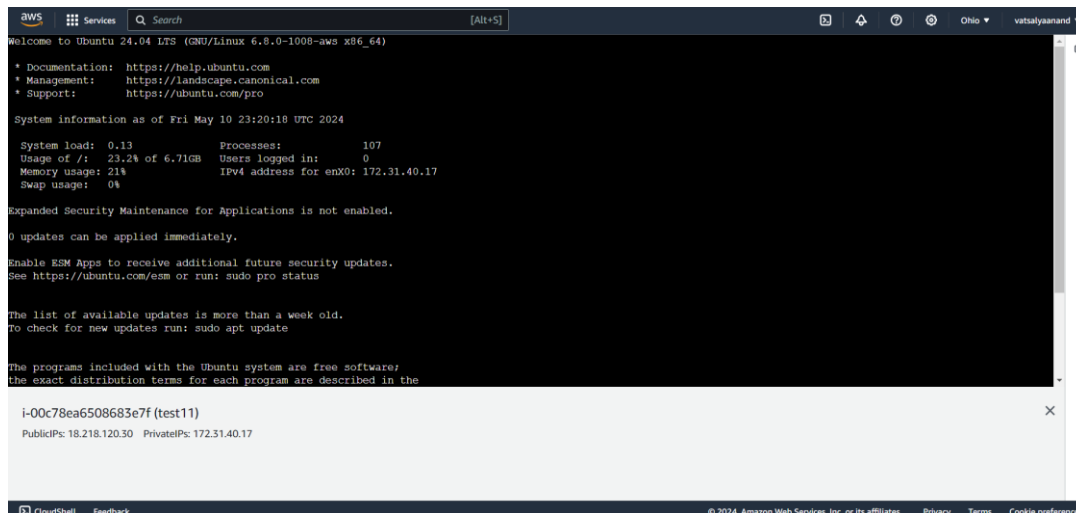 aws Services Search [Alt+S] Ohio vatsalyaanand
Welcome to Ubuntu 24.04 LTS (GNU/Linux 6.8.0-1008-aws x86_64)
* Documentation: https://help.ubuntu.com
* Management: https://landscape.canonical.com
* Support: https://ubuntu.com/pro
System information as of Fri May 10 23:20:18 UTC 2024
System load: 0.13 Processes: 107
Usage of /: 23.2% of 6.71GB Users logged in: 0
Memory usage: 21% IPv4 address for enX0: 172.31.40.17
Swap usage: 0%
Expanded Security Maintenance for Applications is not enabled.
0 updates can be applied immediately.
Enable ESM Apps to receive additional future security updates.
See https://ubuntu.com/esm or run: sudo pro status
The list of available updates is more than a week old.
To check for new updates run: sudo apt update
The programs included with the Ubuntu system are free software;
the exact distribution terms for each program are described in the
i-00c78ea6508683e7f (test11)
PublicIPs: 18.218.120.30 PrivateIPs: 172.31.40.17
CloudShell Feedback © 2024, Amazon Web Services, Inc. or its affiliates. Privacy Terms Cookie preference